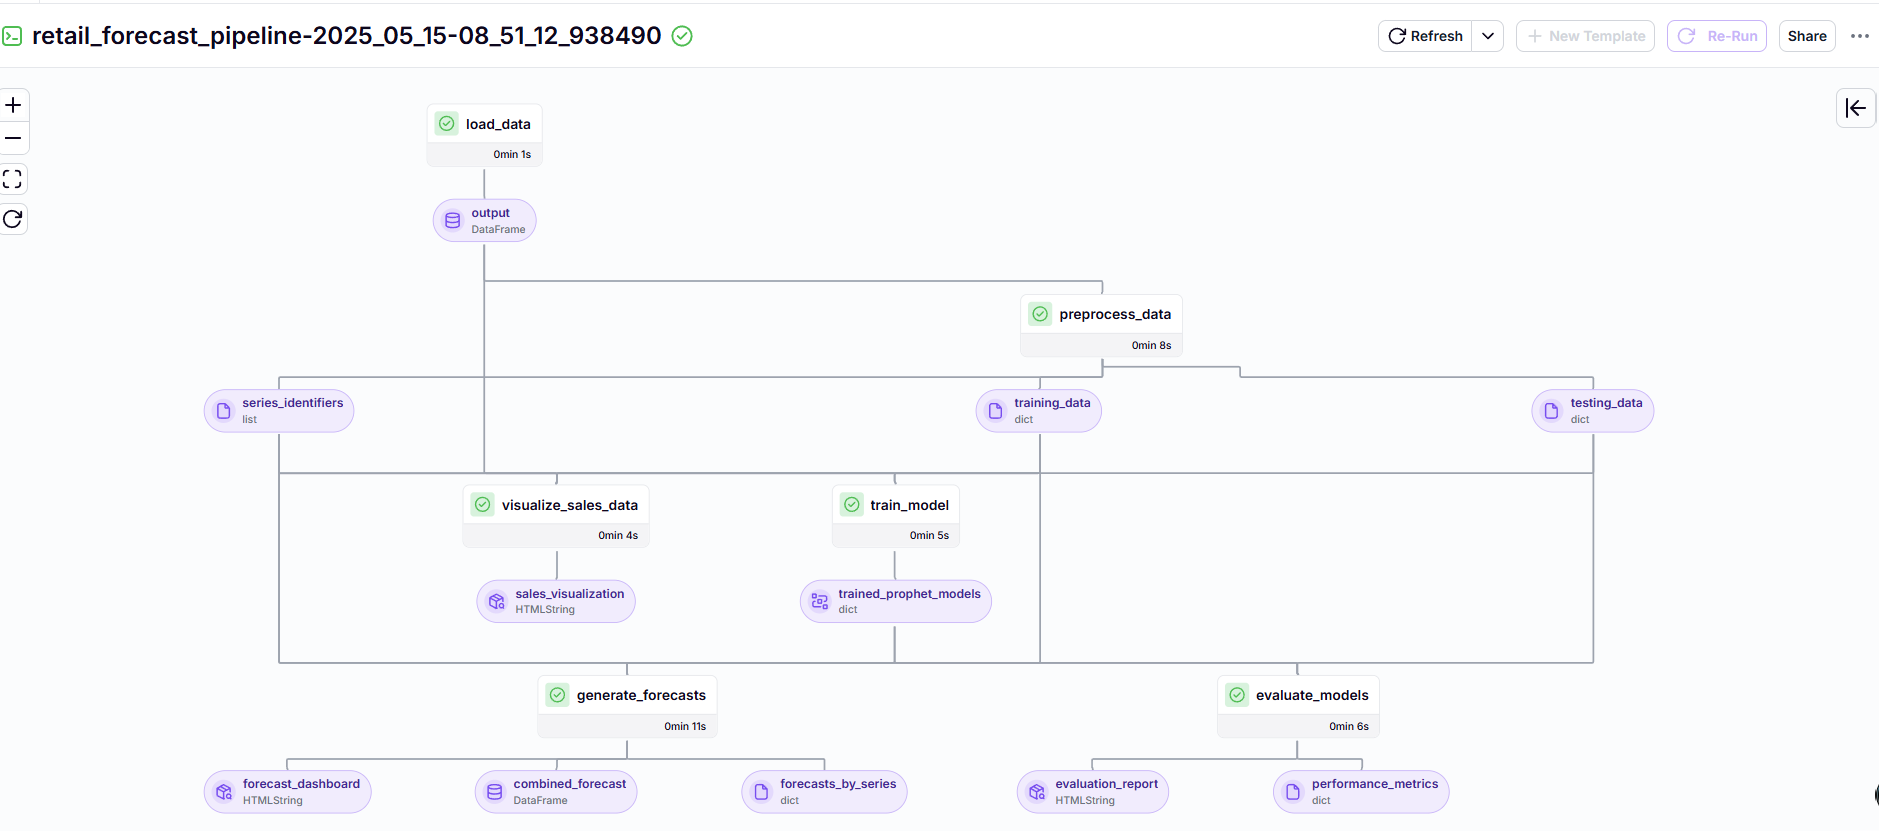 retail_forecast_pipeline-2025_05_15-08_51_12_938490
Refresh
New Template
Re-Run
Share
load_data
0min 1s
output
DataFrame
preprocess_data
0min 8s
series_identifiers
list
training_data
dict
testing_data
dict
visualize_sales_data
0min 4s
train_model
0min 5s
sales_visualization
HTMLString
trained_prophet_models
dict
generate_forecasts
0min 11s
evaluate_models
0min 6s
forecast_dashboard
HTMLString
combined_forecast
DataFrame
forecasts_by_series
dict
evaluation_report
HTMLString
performance_metrics
dict